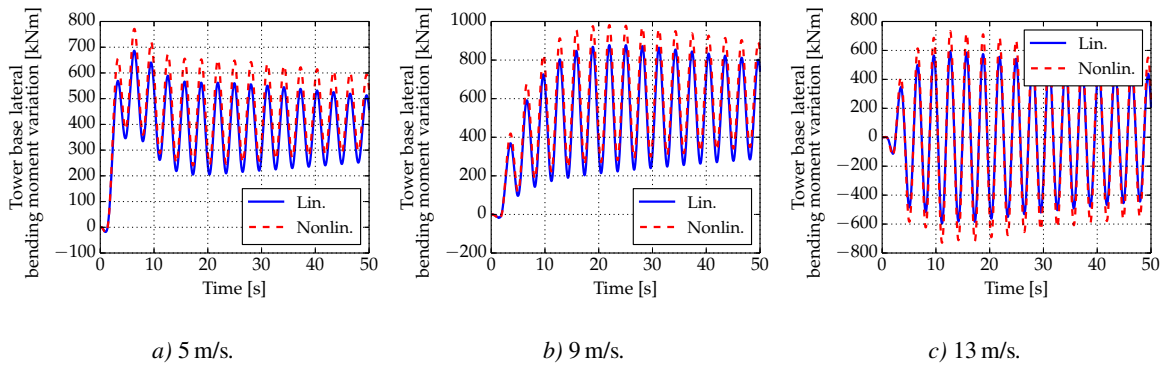 Tower base lateral
bending moment variation [kNm]
800
700
600
500
400
300
200
100
0
−100
0 10 20 30 40 50
Time [s]
Lin.
Nonlin.
a) 5 m/s.
Tower base lateral
bending moment variation [kNm]
1000
800
600
400
200
0
−200
0 10 20 30 40 50
Time [s]
Lin.
Nonlin.
b) 9 m/s.
Tower base lateral
bending moment variation [kNm]
800
600
400
200
0
−200
−400
−600
−800
0 10 20 30 40 50
Time [s]
Lin.
Nonlin.
c) 13 m/s.